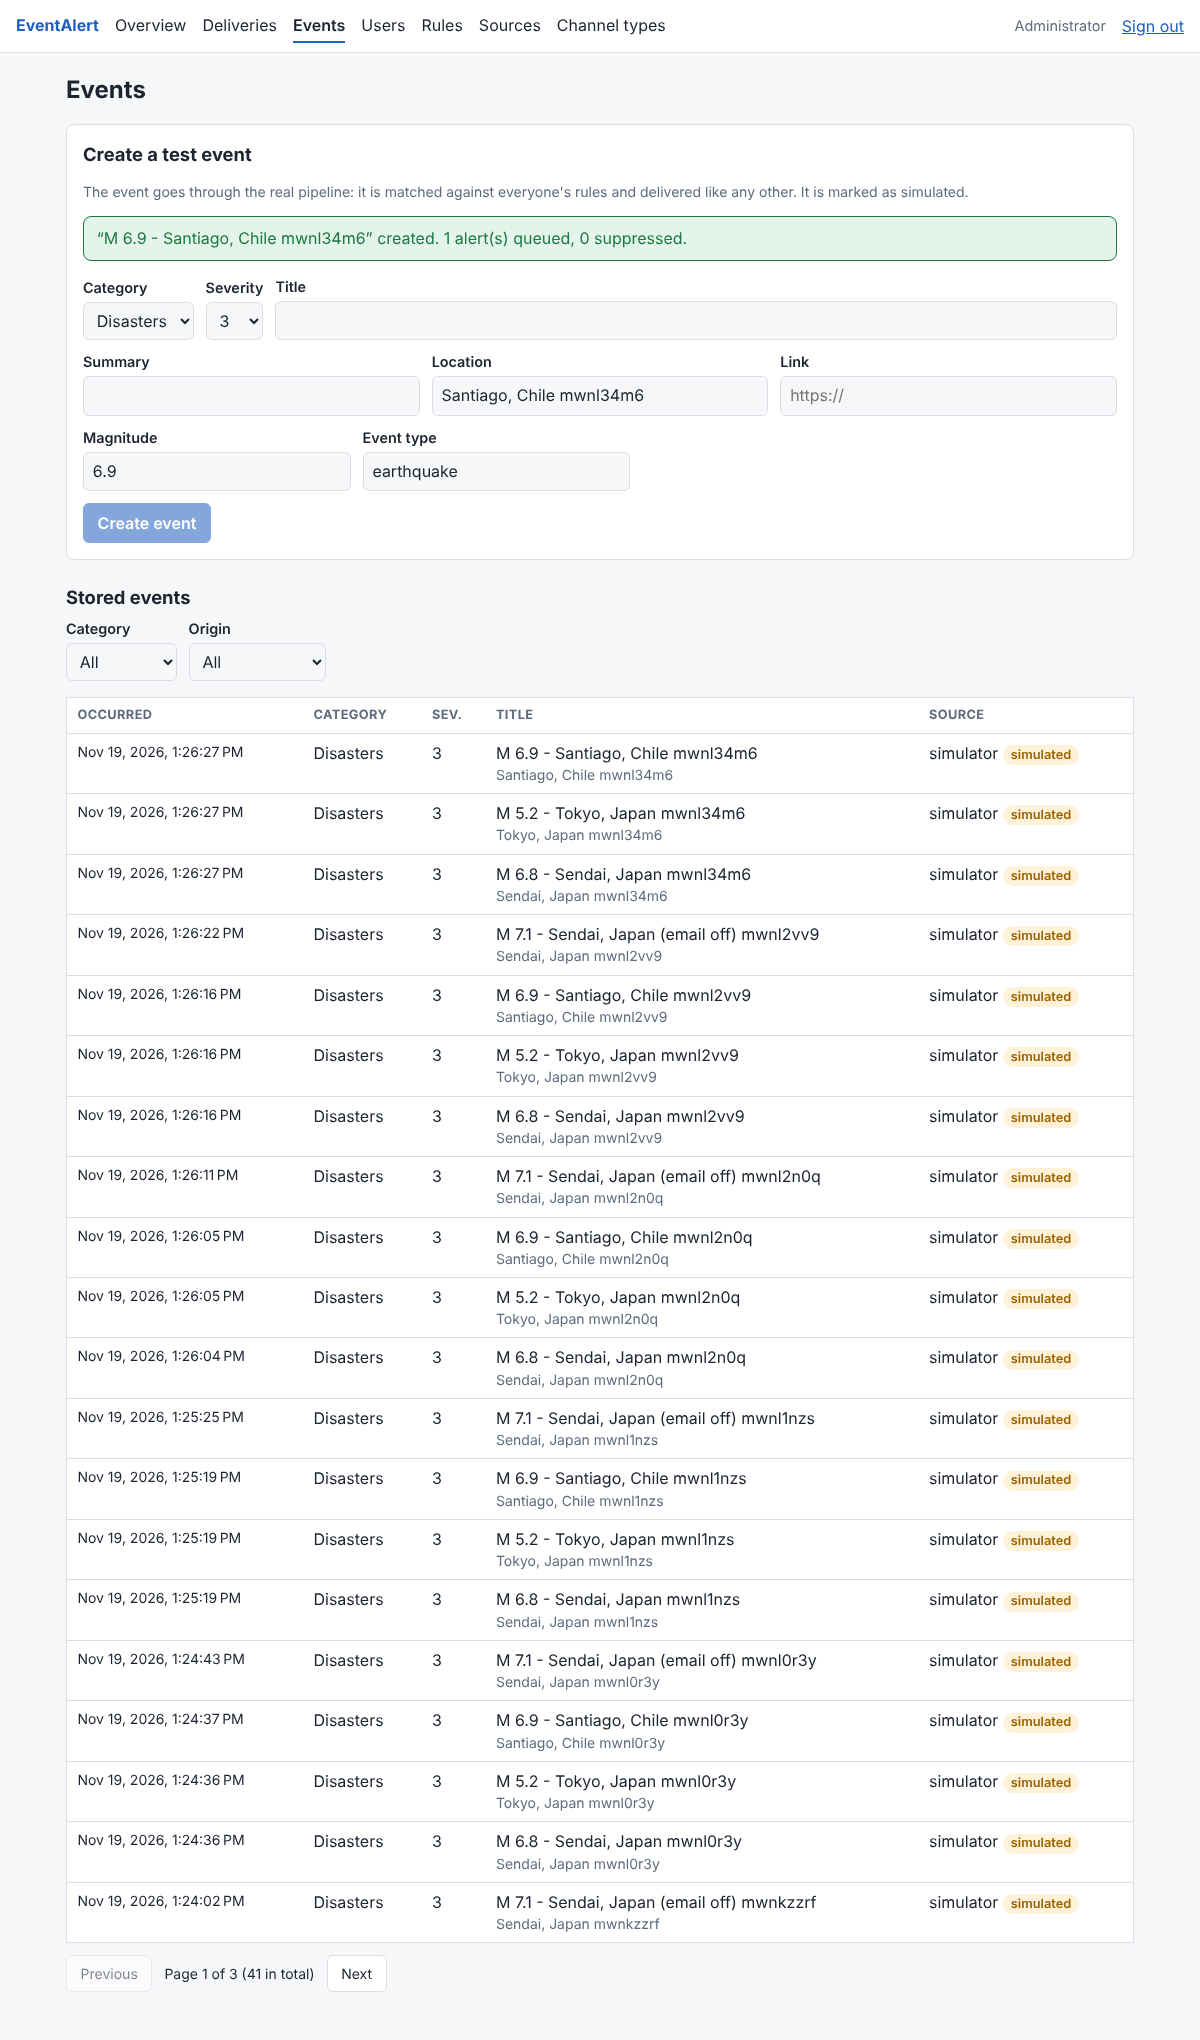 EventAlert Overview Deliveries Events Users Rules Sources Channel types Administrator Sign out
Events
Create a test event
The event goes through the real pipeline: it is matched against everyone's rules and delivered like any other. It is marked as simulated.
“M 6.9 - Santiago, Chile mwnl34m6” created. 1 alert(s) queued, 0 suppressed.
Category Severity Title
Disasters 3
Summary Location Link
Santiago, Chile mwnl34m6 https://
Magnitude Event type
6.9 earthquake
Create event
Stored events
Category Origin
All All
OCCURRED CATEGORY SEV. TITLE SOURCE
Nov 19, 2026, 1:26:27 PM Disasters 3 M 6.9 - Santiago, Chile mwnl34m6 simulator simulated
Santiago, Chile mwnl34m6
Nov 19, 2026, 1:26:27 PM Disasters 3 M 5.2 - Tokyo, Japan mwnl34m6 simulator simulated
Tokyo, Japan mwnl34m6
Nov 19, 2026, 1:26:27 PM Disasters 3 M 6.8 - Sendai, Japan mwnl34m6 simulator simulated
Sendai, Japan mwnl34m6
Nov 19, 2026, 1:26:22 PM Disasters 3 M 7.1 - Sendai, Japan (email off) mwnl2vv9 simulator simulated
Sendai, Japan mwnl2vv9
Nov 19, 2026, 1:26:16 PM Disasters 3 M 6.9 - Santiago, Chile mwnl2vv9 simulator simulated
Santiago, Chile mwnl2vv9
Nov 19, 2026, 1:26:16 PM Disasters 3 M 5.2 - Tokyo, Japan mwnl2vv9 simulator simulated
Tokyo, Japan mwnl2vv9
Nov 19, 2026, 1:26:16 PM Disasters 3 M 6.8 - Sendai, Japan mwnl2vv9 simulator simulated
Sendai, Japan mwnl2vv9
Nov 19, 2026, 1:26:11 PM Disasters 3 M 7.1 - Sendai, Japan (email off) mwnl2n0q simulator simulated
Sendai, Japan mwnl2n0q
Nov 19, 2026, 1:26:05 PM Disasters 3 M 6.9 - Santiago, Chile mwnl2n0q simulator simulated
Santiago, Chile mwnl2n0q
Nov 19, 2026, 1:26:05 PM Disasters 3 M 5.2 - Tokyo, Japan mwnl2n0q simulator simulated
Tokyo, Japan mwnl2n0q
Nov 19, 2026, 1:26:04 PM Disasters 3 M 6.8 - Sendai, Japan mwnl2n0q simulator simulated
Sendai, Japan mwnl2n0q
Nov 19, 2026, 1:25:25 PM Disasters 3 M 7.1 - Sendai, Japan (email off) mwnl1nzs simulator simulated
Sendai, Japan mwnl1nzs
Nov 19, 2026, 1:25:19 PM Disasters 3 M 6.9 - Santiago, Chile mwnl1nzs simulator simulated
Santiago, Chile mwnl1nzs
Nov 19, 2026, 1:25:19 PM Disasters 3 M 5.2 - Tokyo, Japan mwnl1nzs simulator simulated
Tokyo, Japan mwnl1nzs
Nov 19, 2026, 1:25:19 PM Disasters 3 M 6.8 - Sendai, Japan mwnl1nzs simulator simulated
Sendai, Japan mwnl1nzs
Nov 19, 2026, 1:24:43 PM Disasters 3 M 7.1 - Sendai, Japan (email off) mwnl0r3y simulator simulated
Sendai, Japan mwnl0r3y
Nov 19, 2026, 1:24:37 PM Disasters 3 M 6.9 - Santiago, Chile mwnl0r3y simulator simulated
Santiago, Chile mwnl0r3y
Nov 19, 2026, 1:24:36 PM Disasters 3 M 5.2 - Tokyo, Japan mwnl0r3y simulator simulated
Tokyo, Japan mwnl0r3y
Nov 19, 2026, 1:24:36 PM Disasters 3 M 6.8 - Sendai, Japan mwnl0r3y simulator simulated
Sendai, Japan mwnl0r3y
Nov 19, 2026, 1:24:02 PM Disasters 3 M 7.1 - Sendai, Japan (email off) mwnkzzrf simulator simulated
Sendai, Japan mwnkzzrf
Previous Page 1 of 3 (41 in total) Next